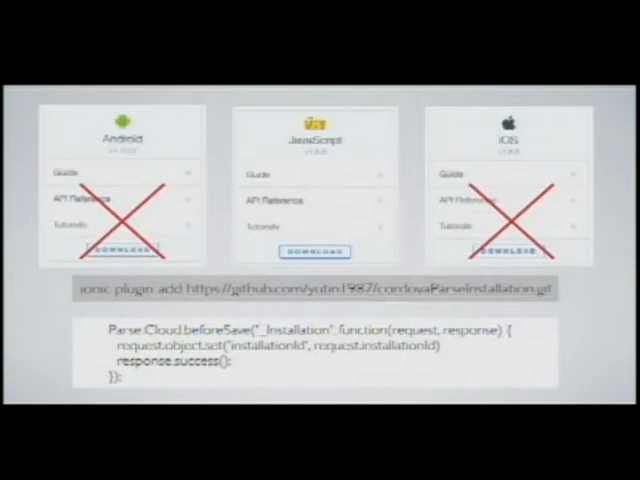 Android
JavaScript
iOS
Guide
Guide
Guide
API Reference
API Reference
API Reference
Tutorials
Tutorials
Tutorials
DOWNLOAD
DOWNLOAD
DOWNLOAD
ionic plugin add https://github.com/yutin1987/cordovaParseInstallation.git
Parse.Cloud.beforeSave("_Installation" function(request, response) {
request.object.set('installationId', request.installationId)
response.success();
});